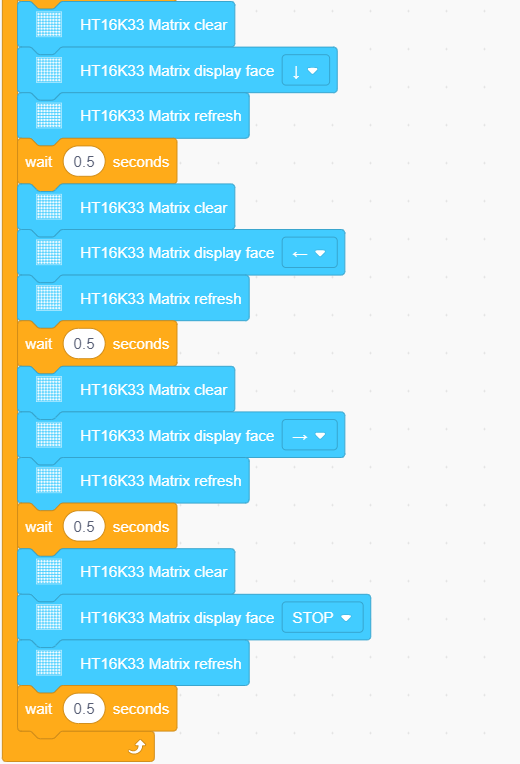 HT16K33 Matrix clear
HT16K33 Matrix display face ↓
HT16K33 Matrix refresh
wait 0.5 seconds
HT16K33 Matrix clear
HT16K33 Matrix display face ←
HT16K33 Matrix refresh
wait 0.5 seconds
HT16K33 Matrix clear
HT16K33 Matrix display face →
HT16K33 Matrix refresh
wait 0.5 seconds
HT16K33 Matrix clear
HT16K33 Matrix display face STOP
HT16K33 Matrix refresh
wait 0.5 seconds